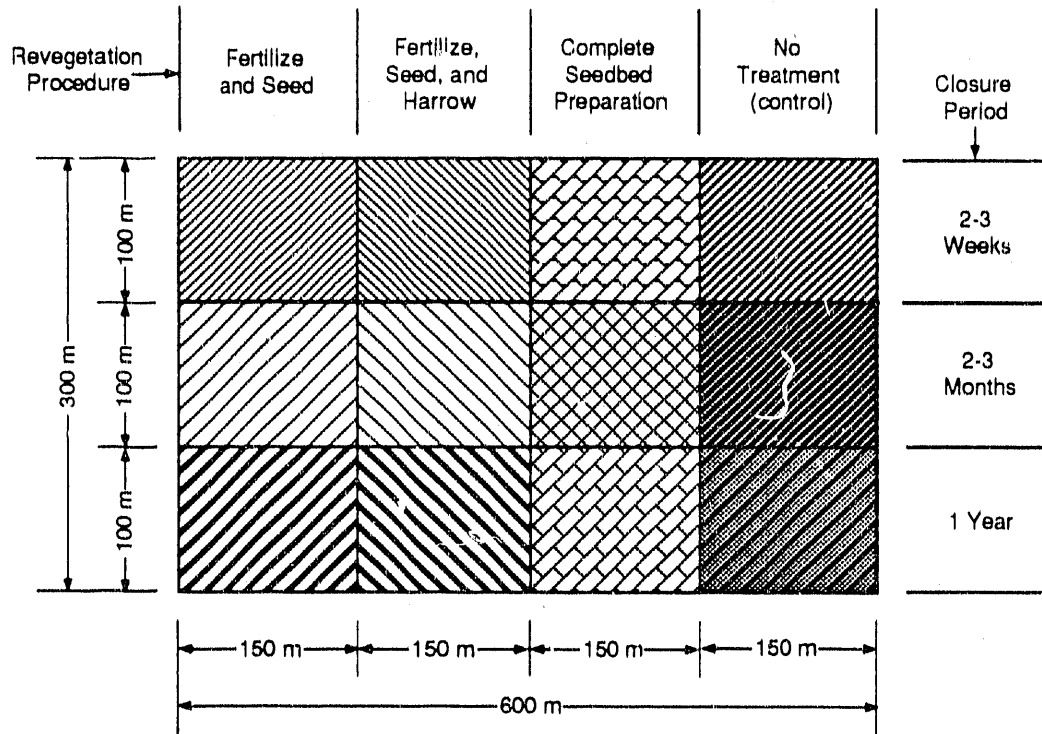 Revegetation
Procedure
Fertilize
and Seed
Fertilize,
Seed, and
Harrow
Complete
Seedbed
Preparation
No
Treatment
(control)
Closure
Period
300 m
100 m
100 m
100 m
2-3
Weeks
2-3
Months
1 Year
150 m
150 m
150 m
150 m
600 m